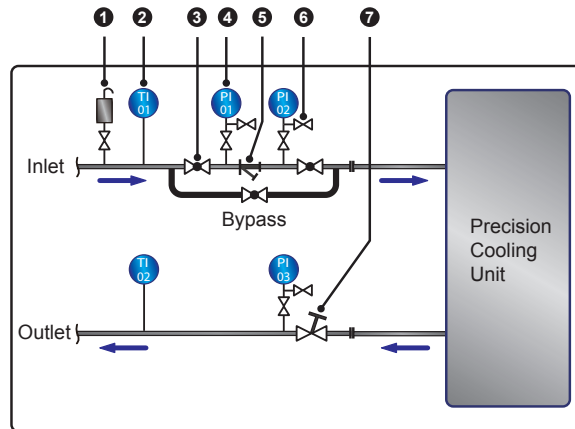 1 2 3 4 5 6 7
TI 01
PI 01
PI 02
Inlet
Bypass
Precision
Cooling
Unit
TI 02
PI 03
Outlet